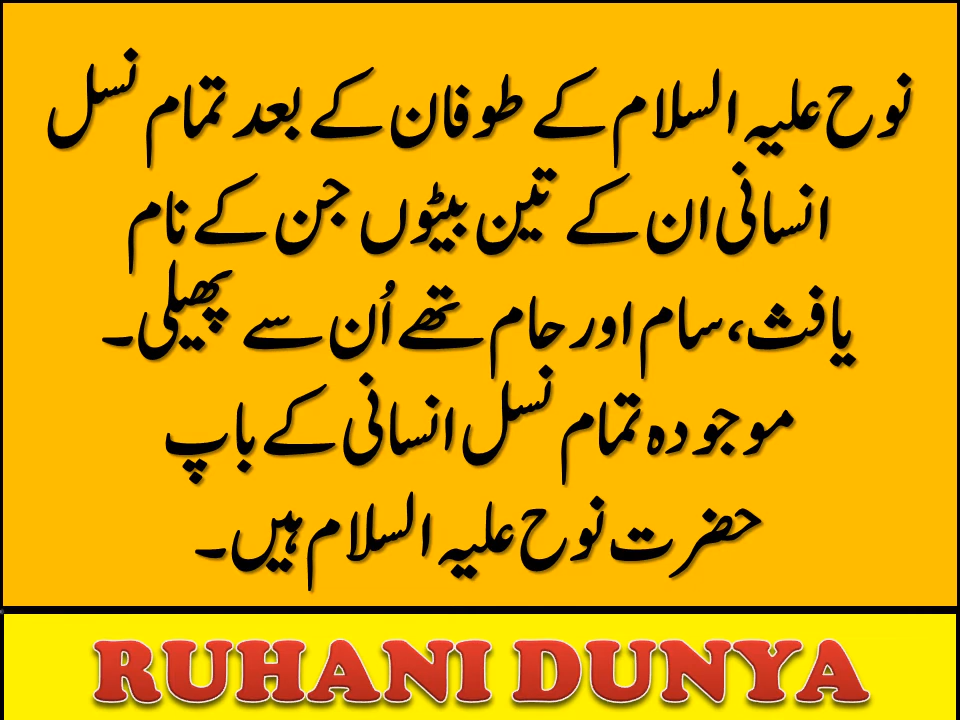 نوح علیہ السلام کے طوفان کے بعد تمام نسل
انسانی ان کے تین بیٹوں جن کے نام
یافث، سام اور حام تھے اُن سے پھیلی۔
موجودہ تمام نسل انسانی کے باپ
حضرت نوح علیہ السلام ہیں۔
RUHANI DUNYA